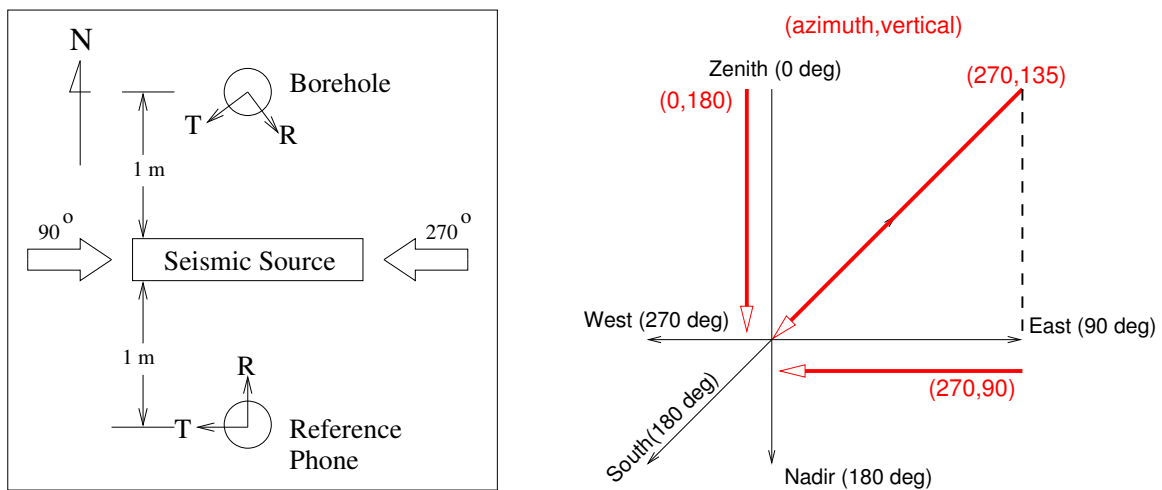 N
Borehole
T
R
1 m
90°
270°
Seismic Source
1 m
R
T
Reference
Phone
(azimuth,vertical)
Zenith (0 deg)
(0,180)
(270,135)
West (270 deg)
East (90 deg)
(270,90)
South(180 deg)
Nadir (180 deg)